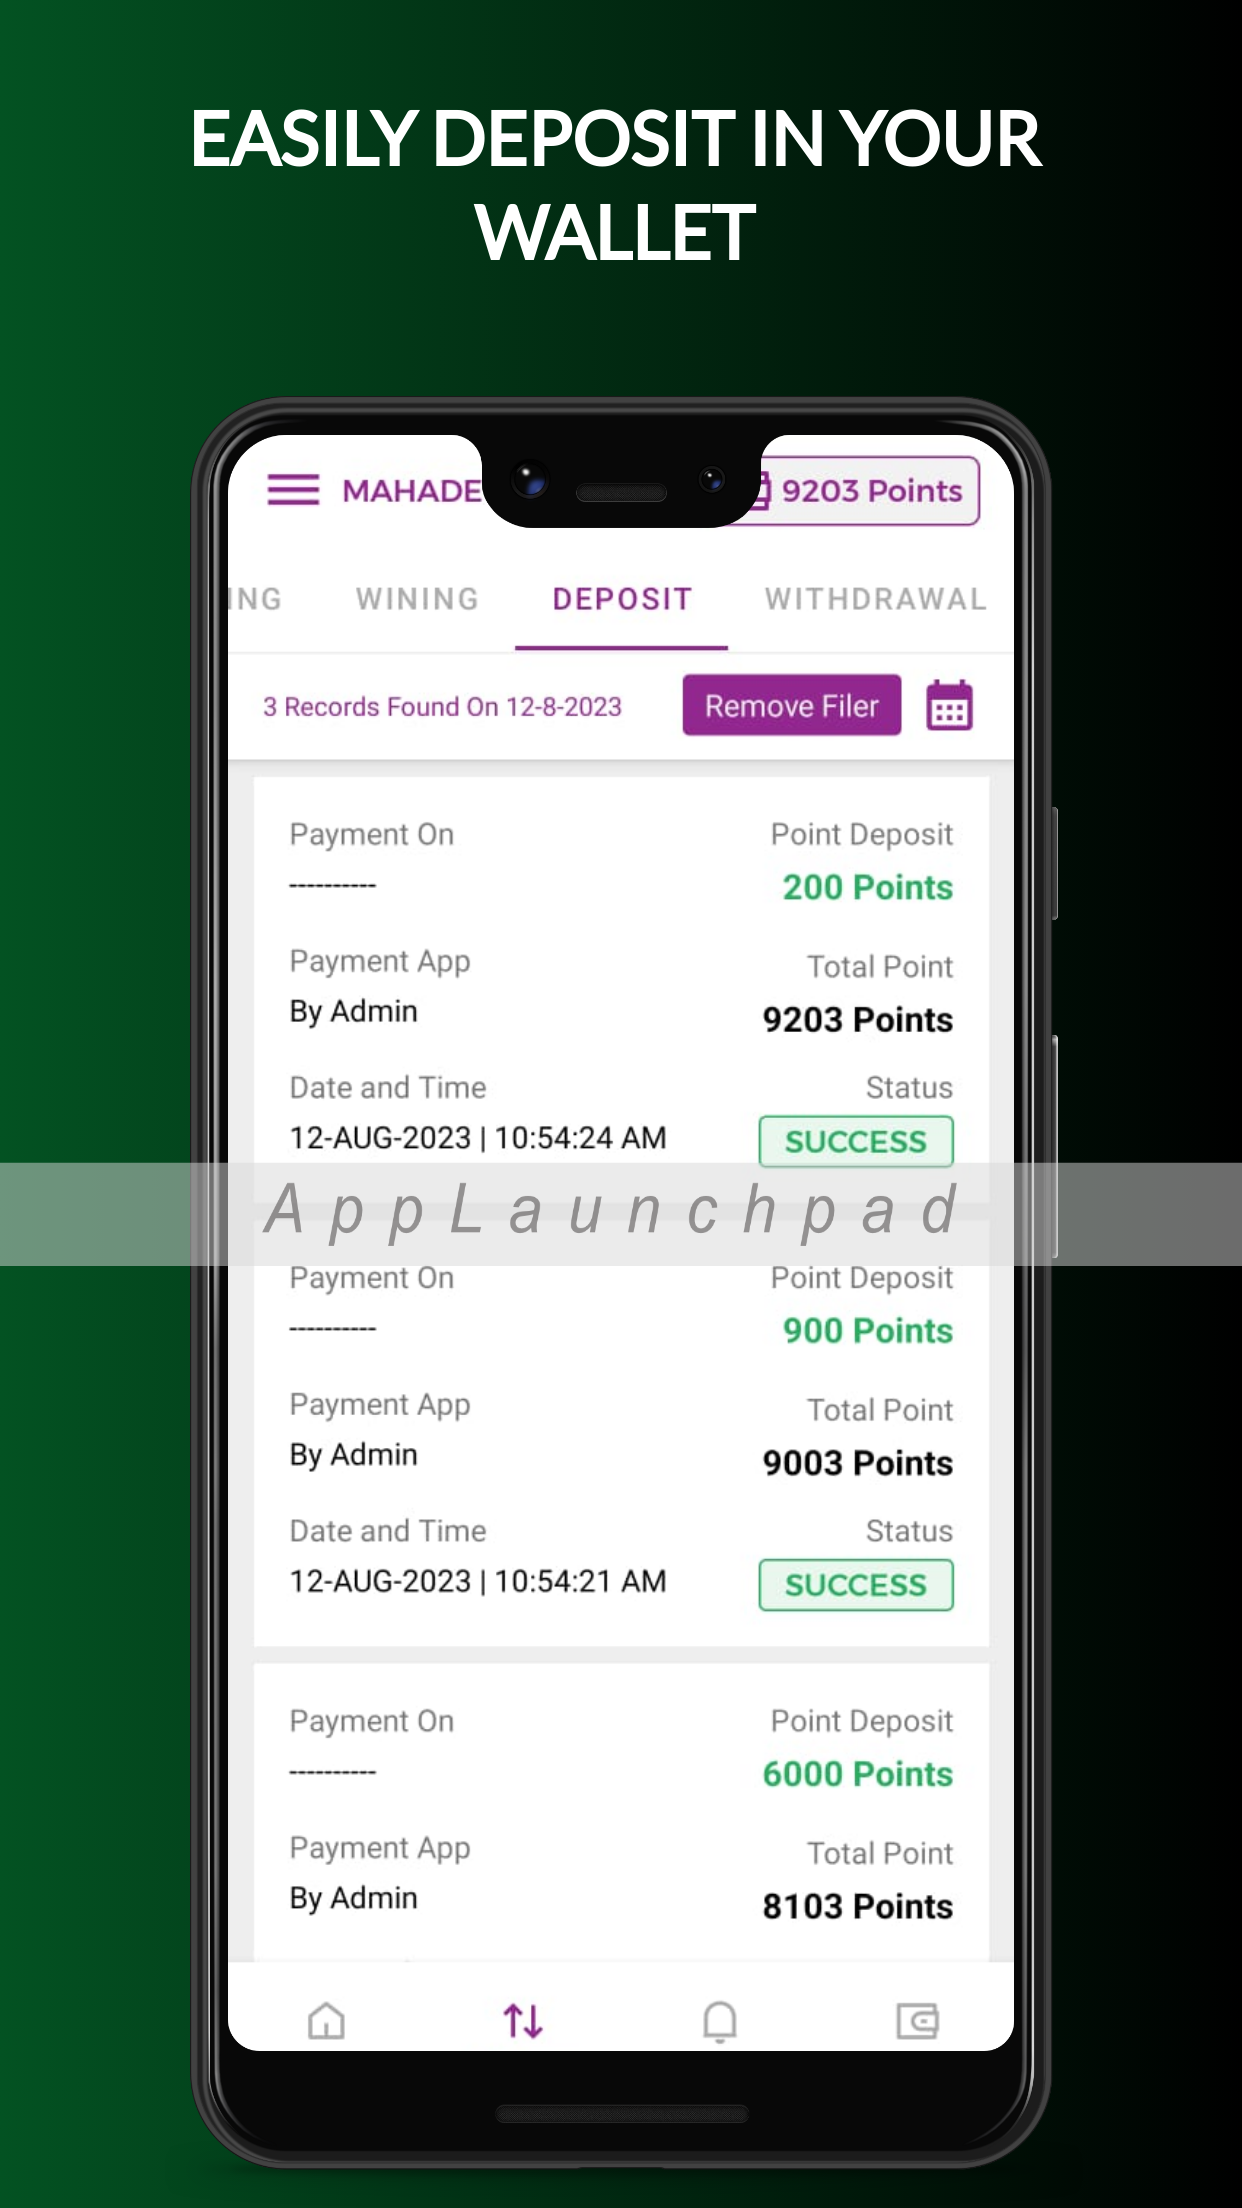 EASILY DEPOSIT IN YOUR
WALLET
MAHADE
9203 Points
ING
WINING
DEPOSIT
WITHDRAWAL
3 Records Found On 12-8-2023
Remove Filer
Payment On
Point Deposit
----------
200 Points
Payment App
Total Point
By Admin
9203 Points
Date and Time
Status
12-AUG-2023 | 10:54:24 AM
SUCCESS
AppLaunchpad
Payment On
Point Deposit
----------
900 Points
Payment App
Total Point
By Admin
9003 Points
Date and Time
Status
12-AUG-2023 | 10:54:21 AM
SUCCESS
Payment On
Point Deposit
----------
6000 Points
Payment App
Total Point
By Admin
8103 Points